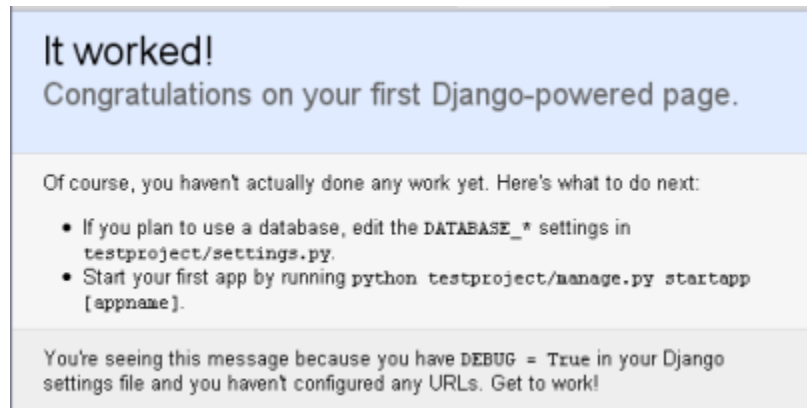 It worked!
Congratulations on your first Django-powered page.
Of course, you haven't actually done any work yet. Here's what to do next:
• If you plan to use a database, edit the DATABASE_* settings in
testproject/settings.py.
• Start your first app by running python testproject/manage.py startapp
[appname].
You're seeing this message because you have DEBUG = True in your Django
settings file and you haven't configured any URLs. Get to work!